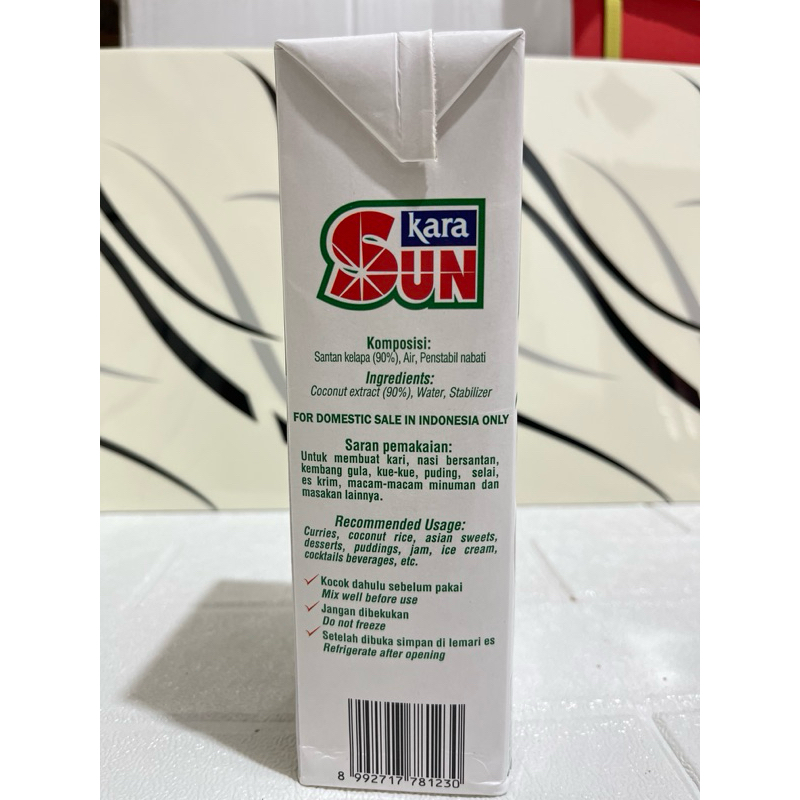 kara
SUN
Komposisi:
Santan kelapa (90%), Air, Penstabil nabati
Ingredients:
Coconut extract (90%), Water, Stabilizer
FOR DOMESTIC SALE IN INDONESIA ONLY
Saran pemakaian:
Untuk membuat kari, nasi bersantan,
kembang gula, kue-kue, puding, selai,
es krim, macam-macam minuman dan
masakan lainnya.
Recommended Usage:
Curries, coconut rice, asian sweets,
desserts, puddings, jam, ice cream,
cocktails beverages, etc.
Kocok dahulu sebelum pakai
Mix well before use
Jangan dibekukan
Do not freeze
Setelah dibuka simpan di lemari es
Refrigerate after opening
8 992717 781230